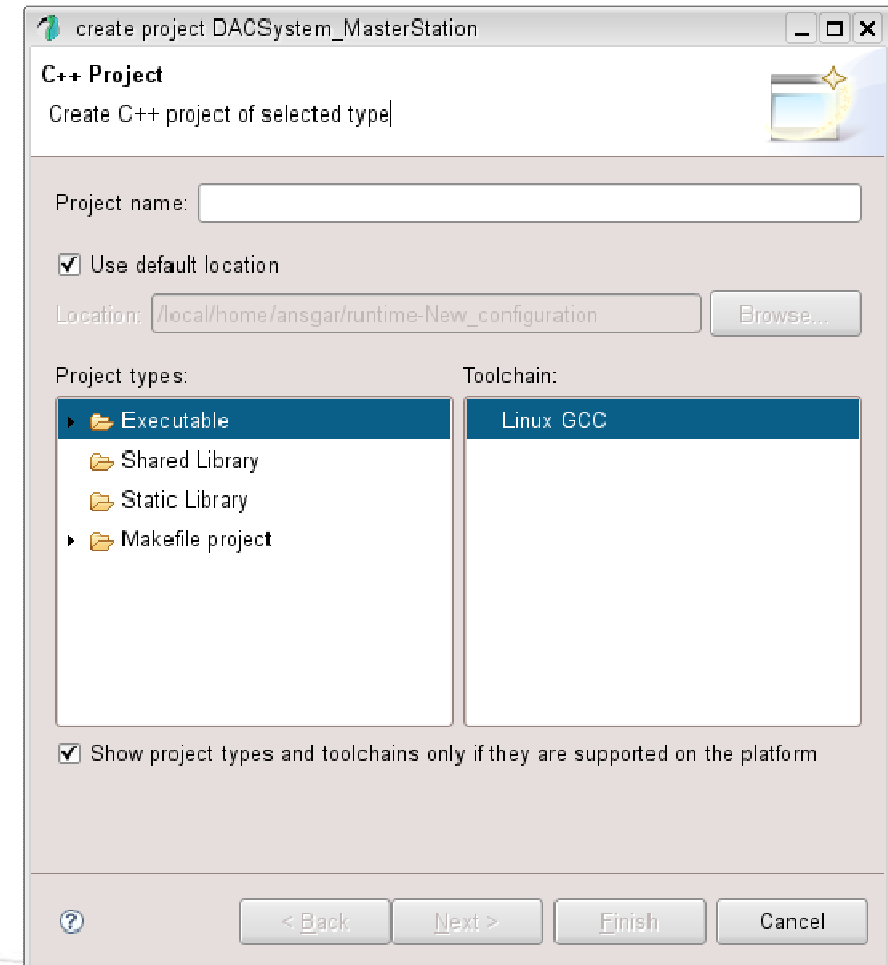 create project DACSystem_MasterStation
C++ Project
Create C++ project of selected type
Project name:
Use default location
Location: /local/home/ansgar/runtime-New_configuration Browse...
Project types: Toolchain:
Executable Linux GCC
Shared Library
Static Library
Makefile project
Show project types and toolchains only if they are supported on the platform
? < Back Next > Finish Cancel